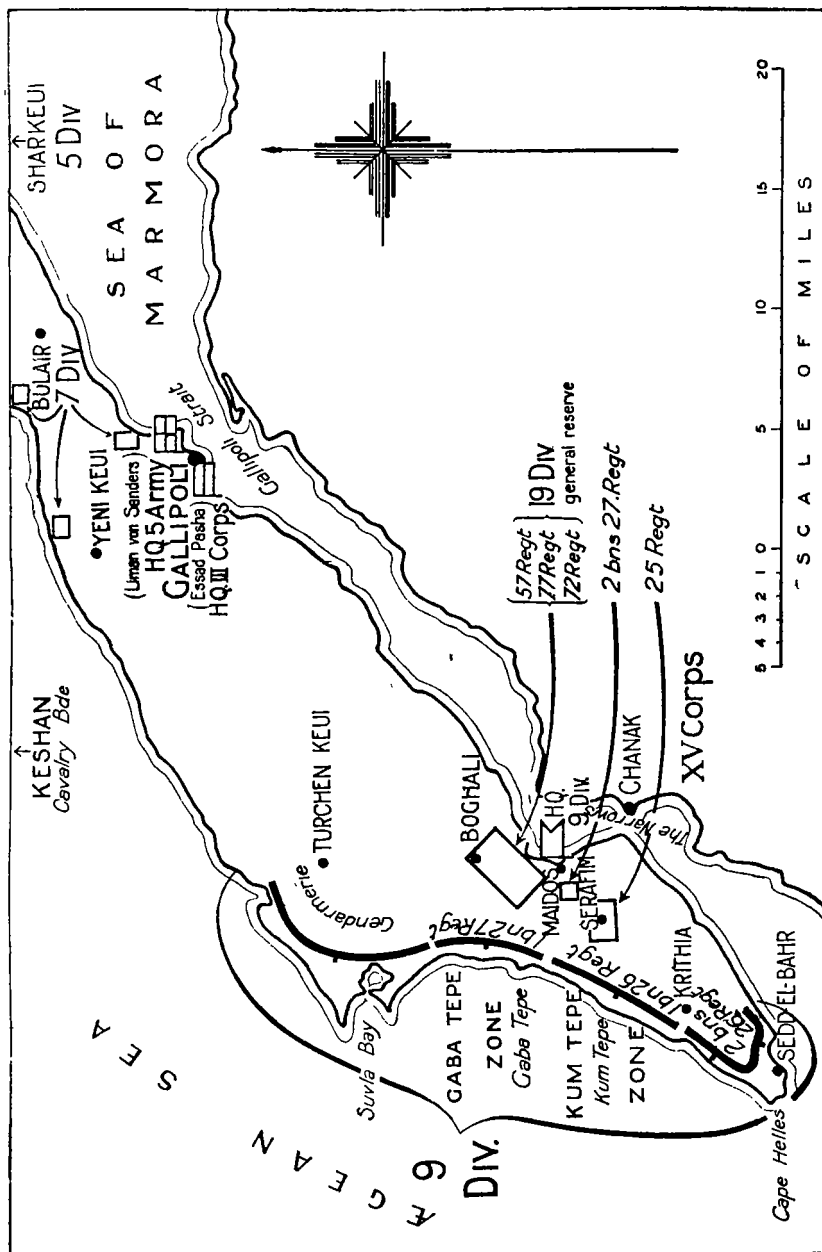 SHARKEUI
5 DIV
SEA OF
MARMORA
KESHAN
Cavalry Bde
BULAIR
7 DIV
YENI KEUI
(Liman von Sanders)
HQ 5 Army
GALLIPOLI
(Essad Pasha)
HQ III Corps
Gallipoli Strait
TURCHEN KEUI
Gendarmerie
ÆGEAN SEA
Suvla Bay
9
DIV.
GABA TEPE
ZONE
Gaba Tepe
KUM TEPE
Kum Tepe
ZONE
1 bn 27 Regt
1 bn 26 Regt
2 bns
26 Regt
BOGHALI
MAIDOS
HQ.
9 DIV.
SERAFIM
KRITHIA
SEDD-EL-BAHR
Cape Helles
The Narrows
CHANAK
XV Corps
57 Regt
77 Regt
72 Regt
19 DIV
general reserve
2 bns 27. Regt
25 Regt
5 4 3 2 1 0 5 10 15 20
SCALE OF MILES